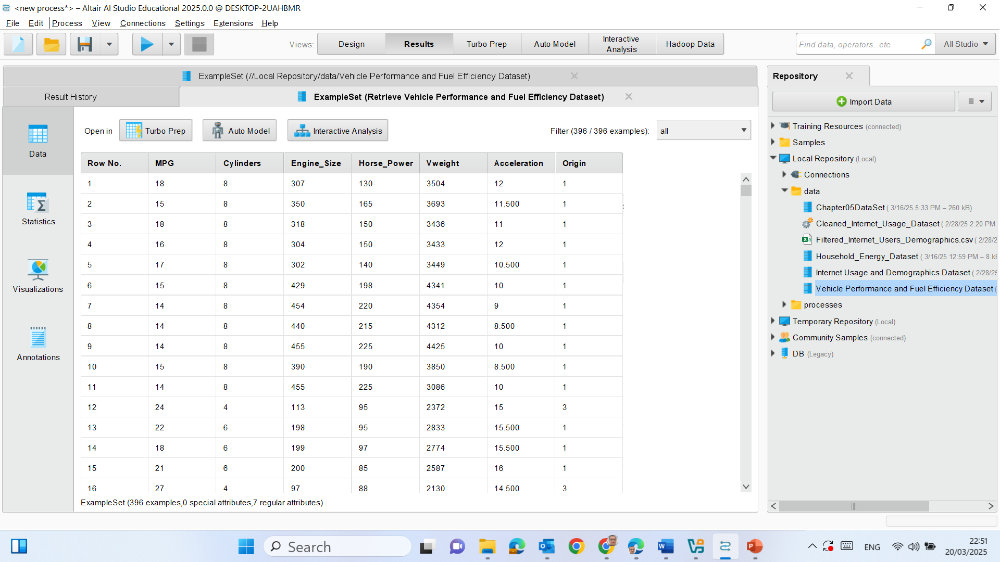 <new process*> – Altair AI Studio Educational 2025.0.0 @ DESKTOP-2UAHBMR
File Edit Process View Connections Settings Extensions Help
Views: Design Results Turbo Prep Auto Model Interactive Analysis Hadoop Data
Find data, operators...etc All Studio
ExampleSet (//Local Repository/data/Vehicle Performance and Fuel Efficiency Dataset)
Result History ExampleSet (Retrieve Vehicle Performance and Fuel Efficiency Dataset)
Data
Statistics
Visualizations
Annotations
Open in Turbo Prep Auto Model Interactive Analysis Filter (396 / 396 examples): all
Row No. MPG Cylinders Engine_Size Horse_Power Vweight Acceleration Origin
1 18 8 307 130 3504 12 1
2 15 8 350 165 3693 11.500 1
3 18 8 318 150 3436 11 1
4 16 8 304 150 3433 12 1
5 17 8 302 140 3449 10.500 1
6 15 8 429 198 4341 10 1
7 14 8 454 220 4354 9 1
8 14 8 440 215 4312 8.500 1
9 14 8 455 225 4425 10 1
10 15 8 390 190 3850 8.500 1
11 14 8 455 225 3086 10 1
12 24 4 113 95 2372 15 3
13 22 6 198 95 2833 15.500 1
14 18 6 199 97 2774 15.500 1
15 21 6 200 85 2587 16 1
16 27 4 97 88 2130 14.500 3
ExampleSet (396 examples,0 special attributes,7 regular attributes)
Repository
Import Data
Training Resources (connected)
Samples
Local Repository (Local)
Connections
data
Chapter05DataSet ( 3/16/25 5:33 PM – 260 kB)
Cleaned_Internet_Usage_Dataset ( 2/28/25 2:20 PM
Filtered_Internet_Users_Demographics.csv ( 2/28/2
Household_Energy_Dataset ( 3/16/25 12:59 PM – 8 kB
Internet Usage and Demographics Dataset ( 2/28/25
Vehicle Performance and Fuel Efficiency Dataset (
processes
Temporary Repository (Local)
Community Samples (connected)
DB (Legacy)
Search
ENG
22:51
20/03/2025